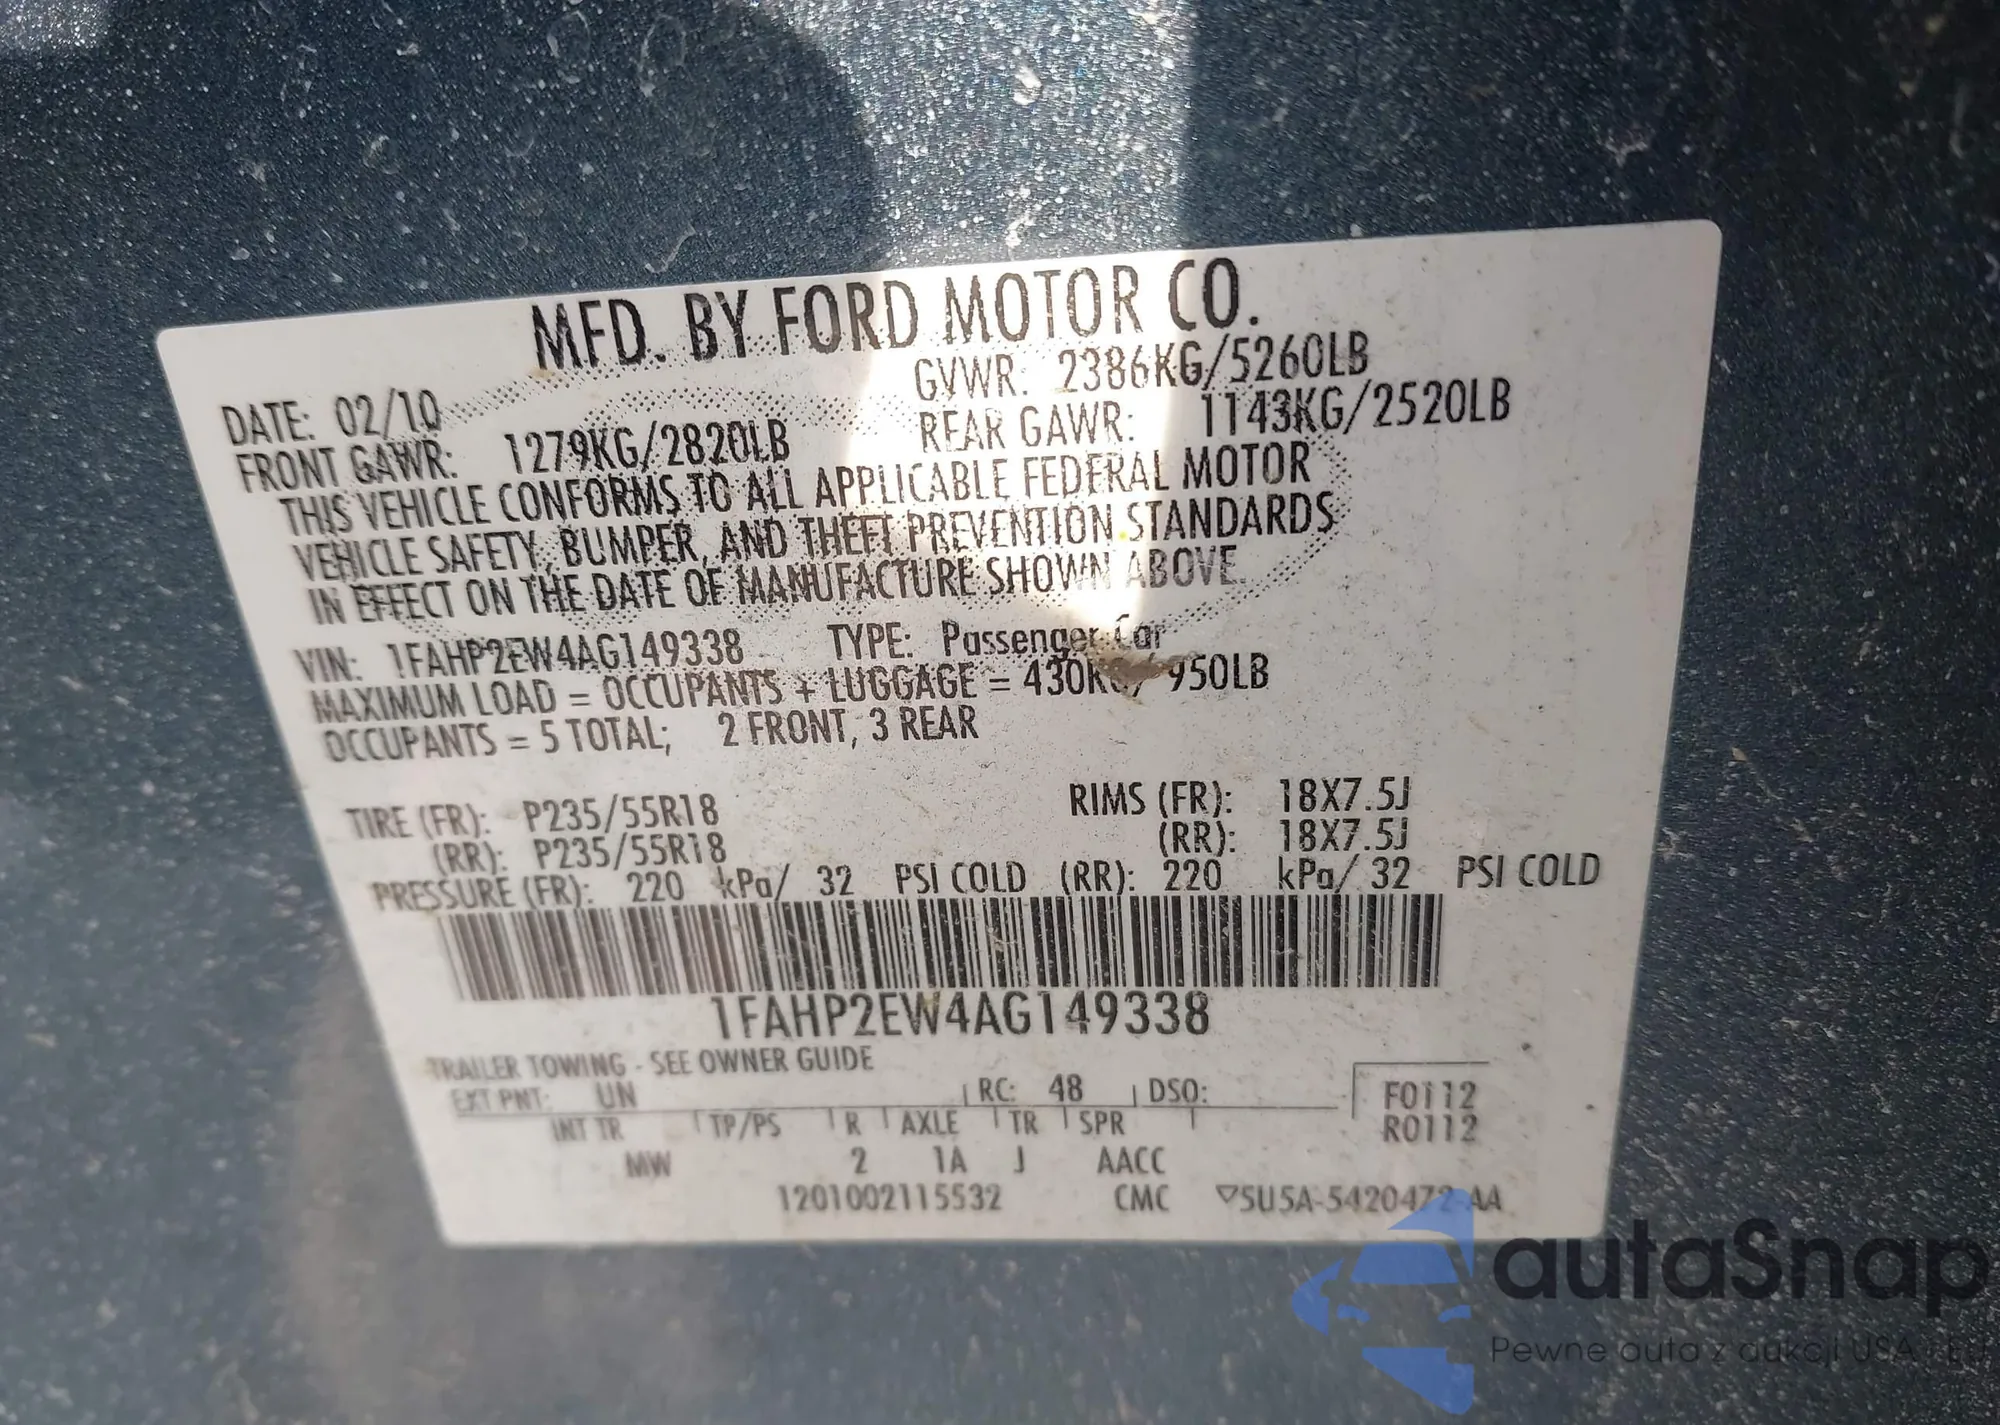 MFD. BY FORD MOTOR CO.
DATE: 02/10 GVWR: 2386KG/5260LB
FRONT GAWR: 1279KG/2820LB REAR GAWR: 1143KG/2520LB
THIS VEHICLE CONFORMS TO ALL APPLICABLE FEDERAL MOTOR
VEHICLE SAFETY, BUMPER, AND THEFT PREVENTION STANDARDS
IN EFFECT ON THE DATE OF MANUFACTURE SHOWN ABOVE.
VIN: 1FAHP2EW4AG149338 TYPE: Passenger Car
MAXIMUM LOAD = OCCUPANTS + LUGGAGE = 430KG/ 950LB
OCCUPANTS = 5 TOTAL; 2 FRONT, 3 REAR
TIRE (FR): P235/55R18 RIMS (FR): 18X7.5J
(RR): P235/55R18 (RR): 18X7.5J
PRESSURE (FR): 220 kPa/ 32 PSI COLD (RR): 220 kPa/ 32 PSI COLD
1FAHP2EW4AG149338
TRAILER TOWING - SEE OWNER GUIDE
EXT PNT: UN RC: 48 DSO: F0112
INT TR TP/PS R AXLE TR SPR R0112
MW 2 1A J AACC
1201002115532 CMC ▽5U5A-5420472-AA
autaSnap
Pewne auta z aukcji USA i EU